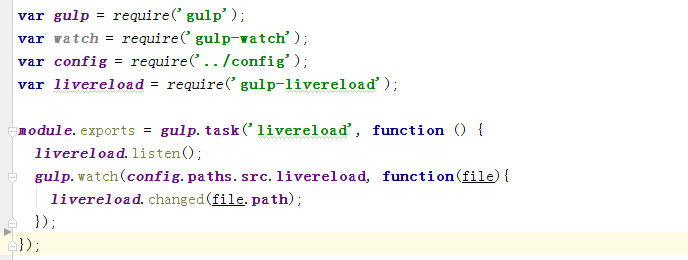 var gulp = require('gulp');
var watch = require('gulp-watch');
var config = require('../config');
var livereload = require('gulp-livereload');
module.exports = gulp.task('livereload', function () {
livereload.listen();
gulp.watch(config.paths.src.livereload, function(file){
livereload.changed(file.path);
});
});